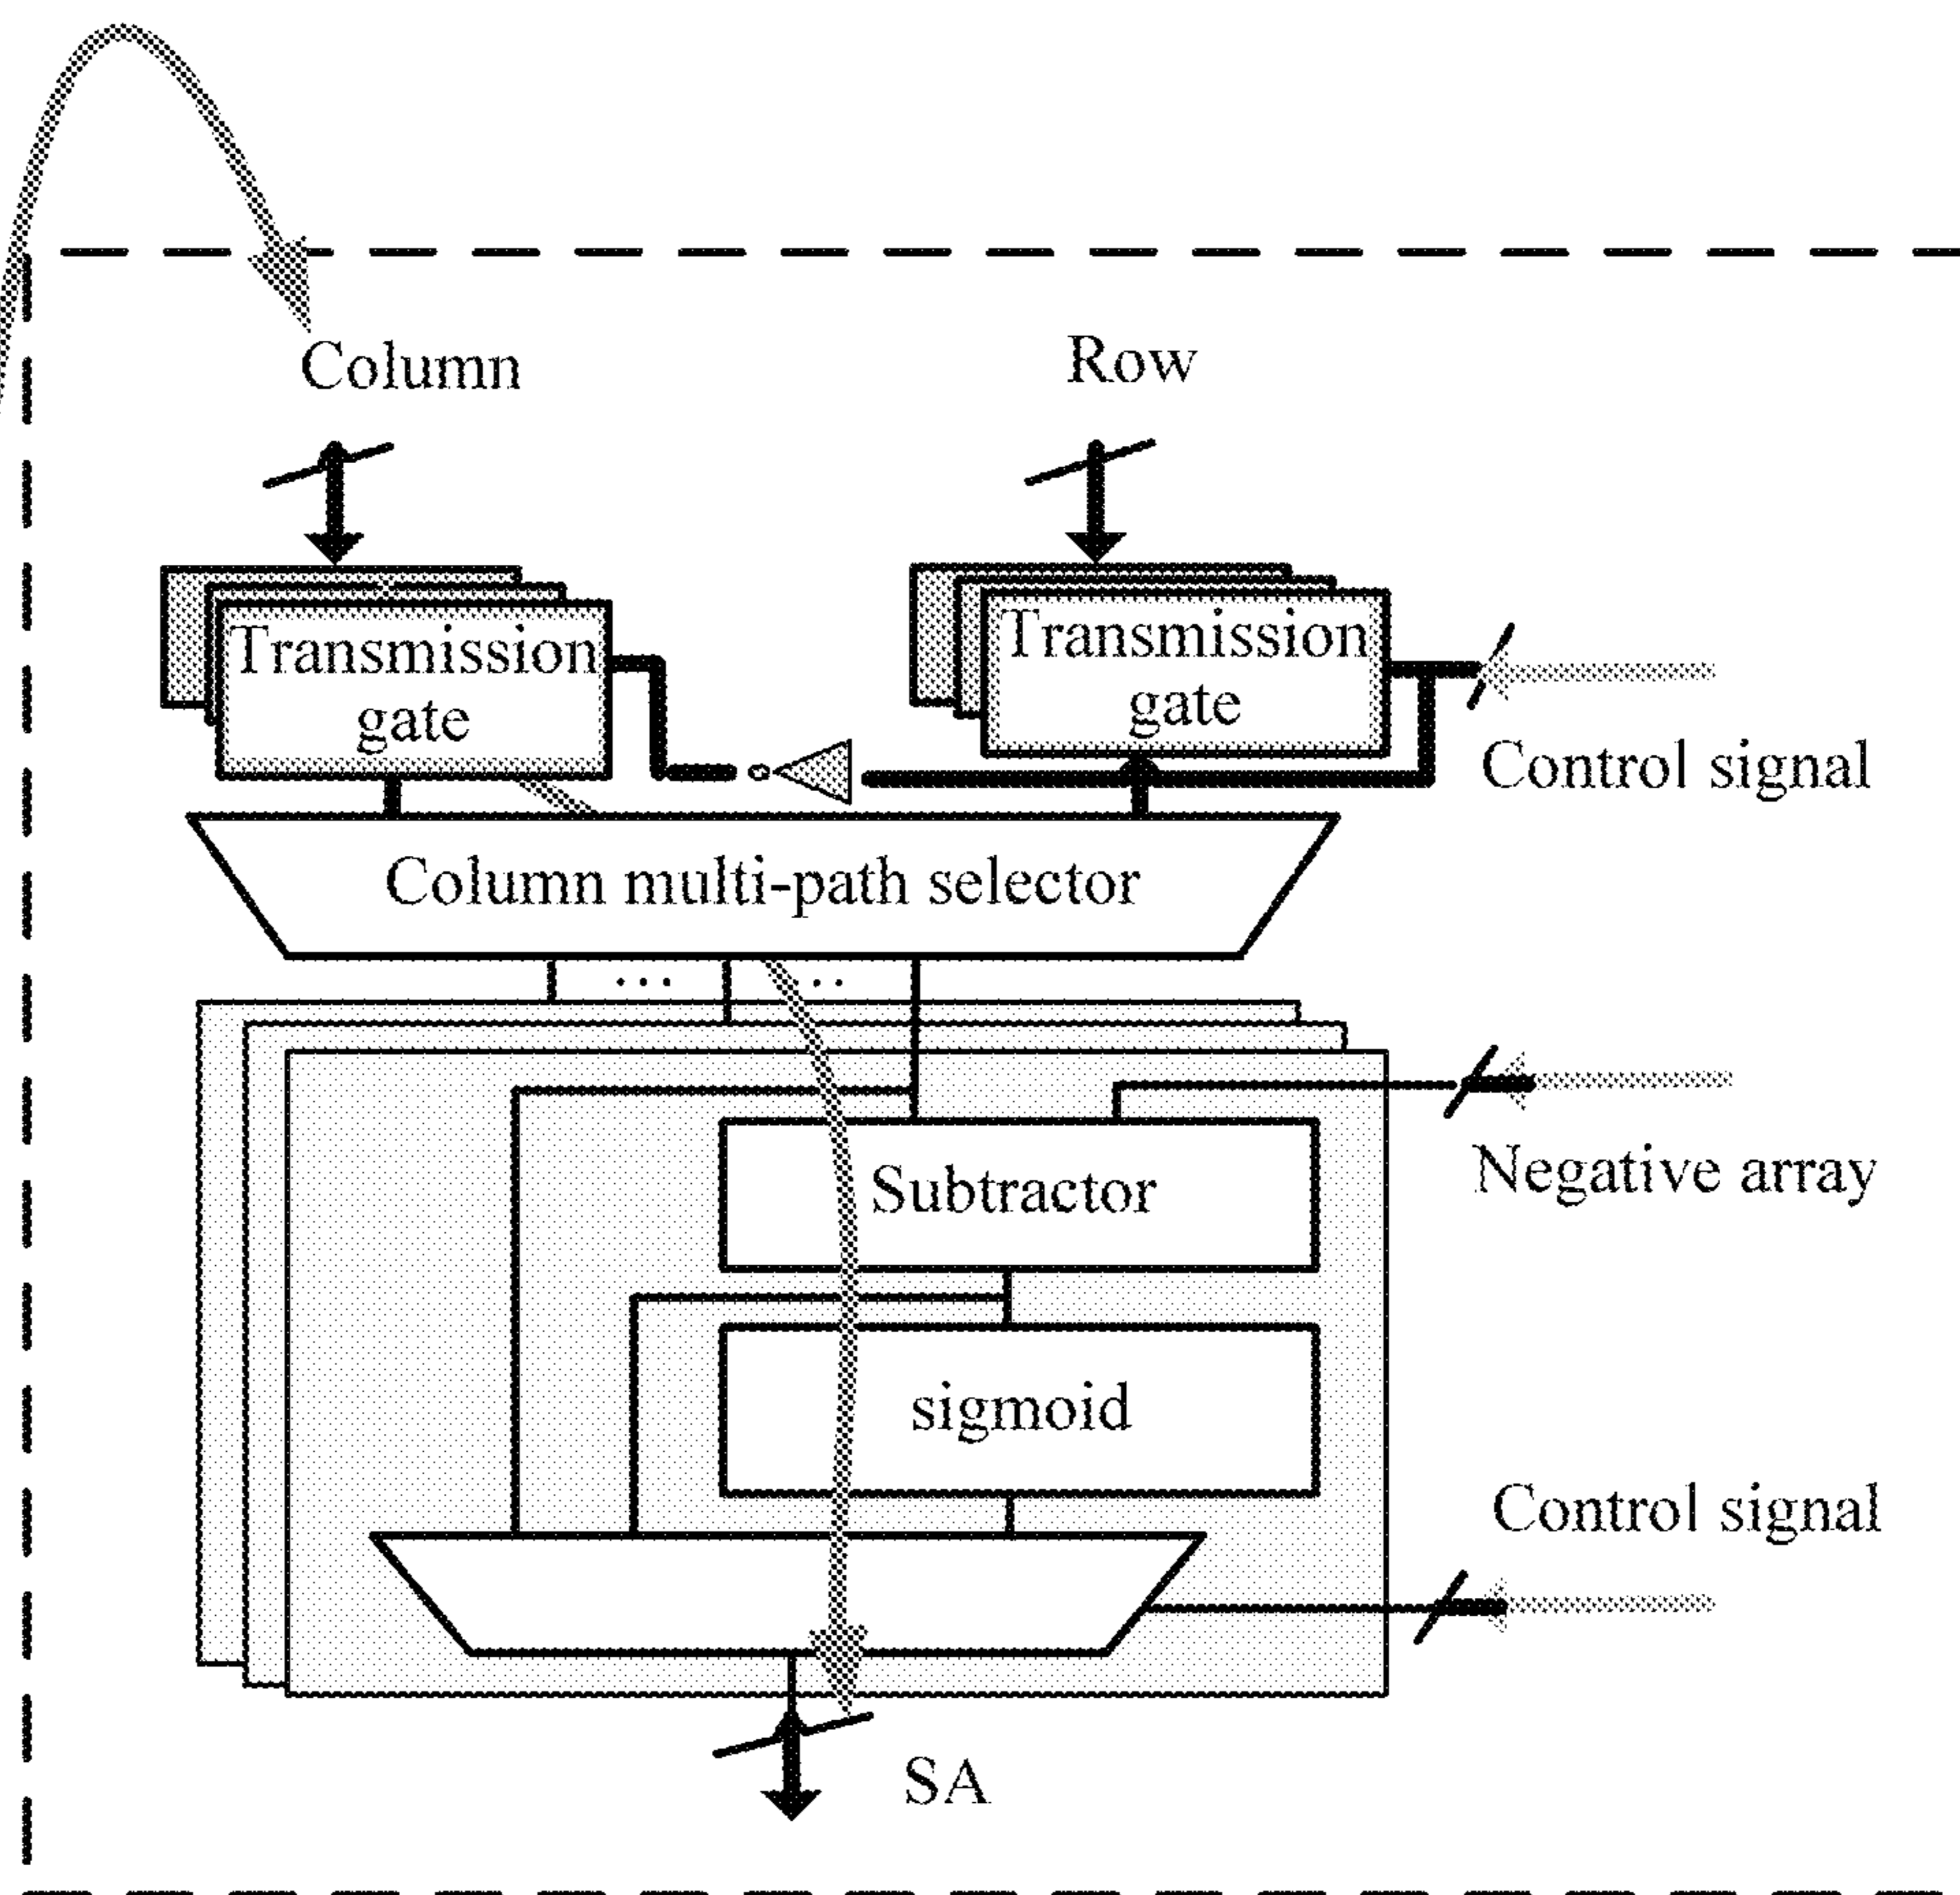 Column
Row
Transmission
gate
Transmission
gate
Control signal
Column multi-path selector
...
..
Subtractor
Negative array
sigmoid
Control signal
SA